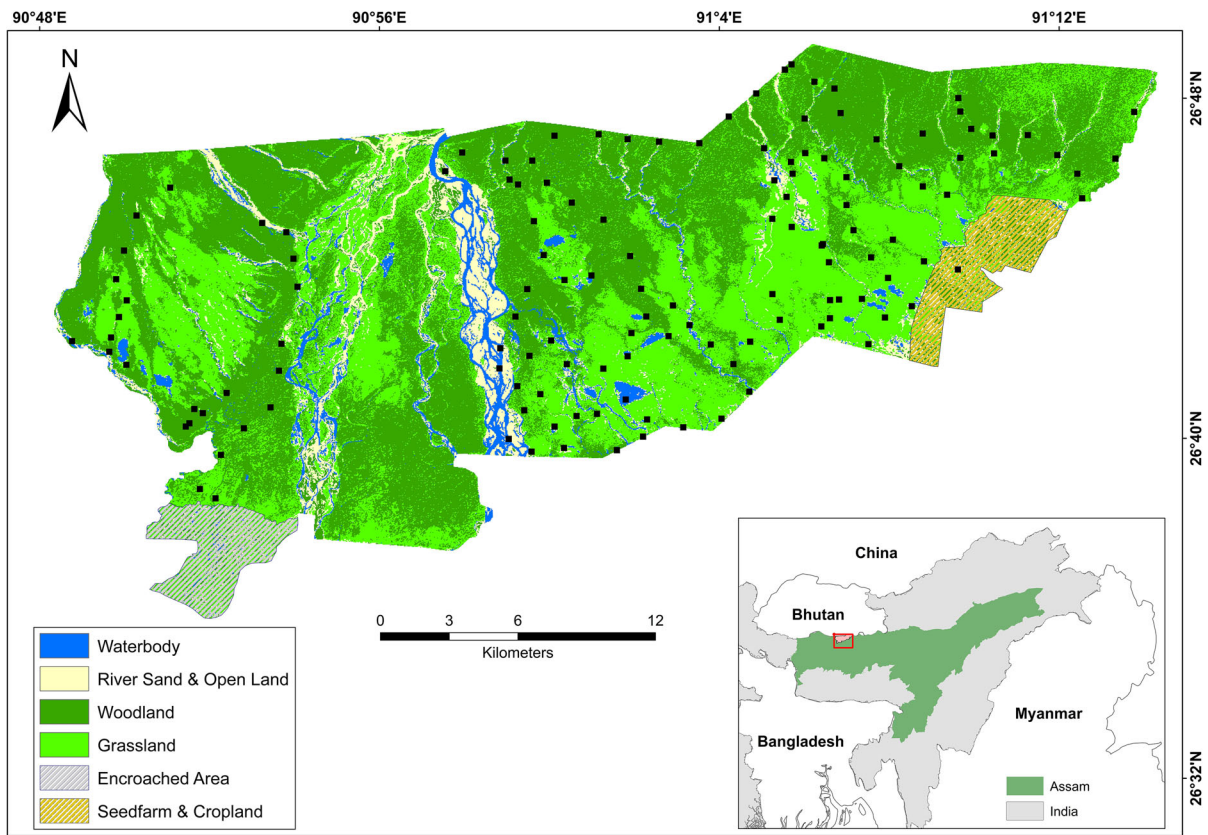 90°48'E 90°56'E 91°4'E 91°12'E
N
26°48'N
26°40'N
26°32'N
0 3 6 12
Kilometers
Waterbody
River Sand & Open Land
Woodland
Grassland
Encroached Area
Seedfarm & Cropland
China
Bhutan
Myanmar
Bangladesh
Assam
India